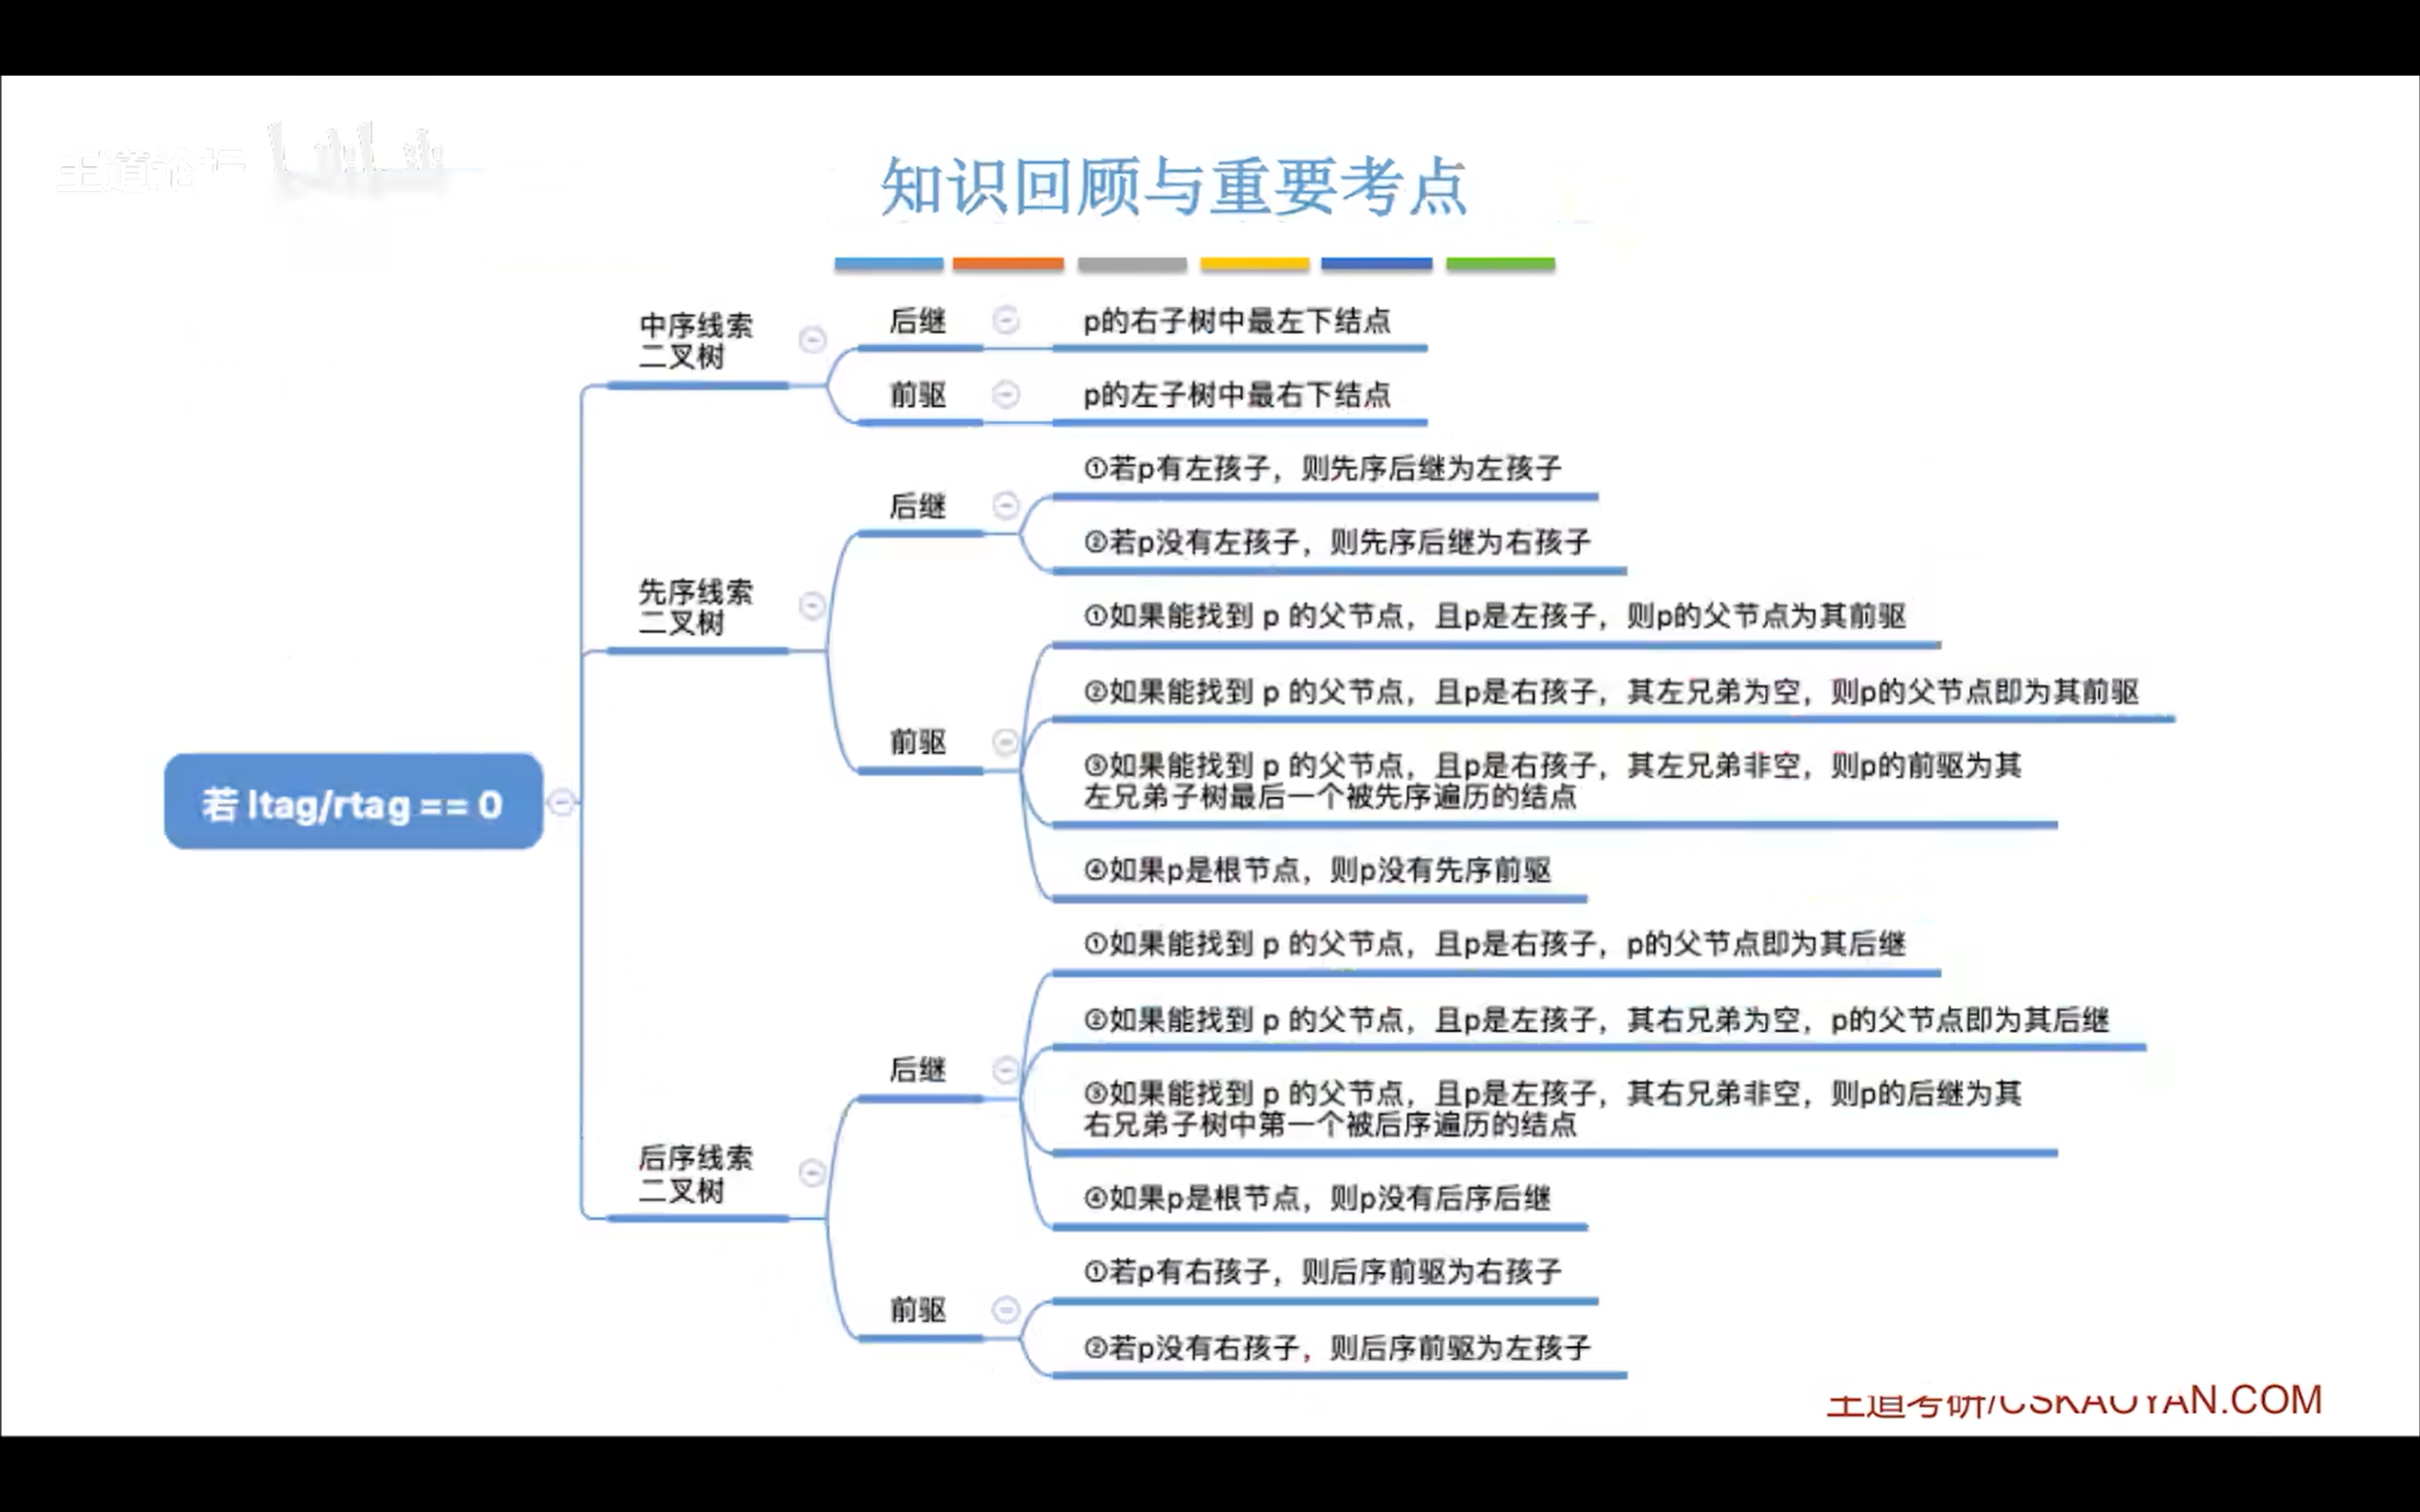 王道论坛
知识回顾与重要考点
若 ltag/rtag == 0
中序线索
二叉树
后继
p的右子树中最左下结点
前驱
p的左子树中最右下结点
先序线索
二叉树
后继
①若p有左孩子，则先序后继为左孩子
②若p没有左孩子，则先序后继为右孩子
前驱
①如果能找到 p 的父节点，且p是左孩子，则p的父节点为其前驱
②如果能找到 p 的父节点，且p是右孩子，其左兄弟为空，则p的父节点即为其前驱
③如果能找到 p 的父节点，且p是右孩子，其左兄弟非空，则p的前驱为其
左兄弟子树最后一个被先序遍历的结点
④如果p是根节点，则p没有先序前驱
后序线索
二叉树
后继
①如果能找到 p 的父节点，且p是右孩子，p的父节点即为其后继
②如果能找到 p 的父节点，且p是左孩子，其右兄弟为空，p的父节点即为其后继
③如果能找到 p 的父节点，且p是左孩子，其右兄弟非空，则p的后继为其
右兄弟子树中第一个被后序遍历的结点
④如果p是根节点，则p没有后序后继
前驱
①若p有右孩子，则后序前驱为右孩子
②若p没有右孩子，则后序前驱为左孩子
王道考研/CSKAOYAN.COM